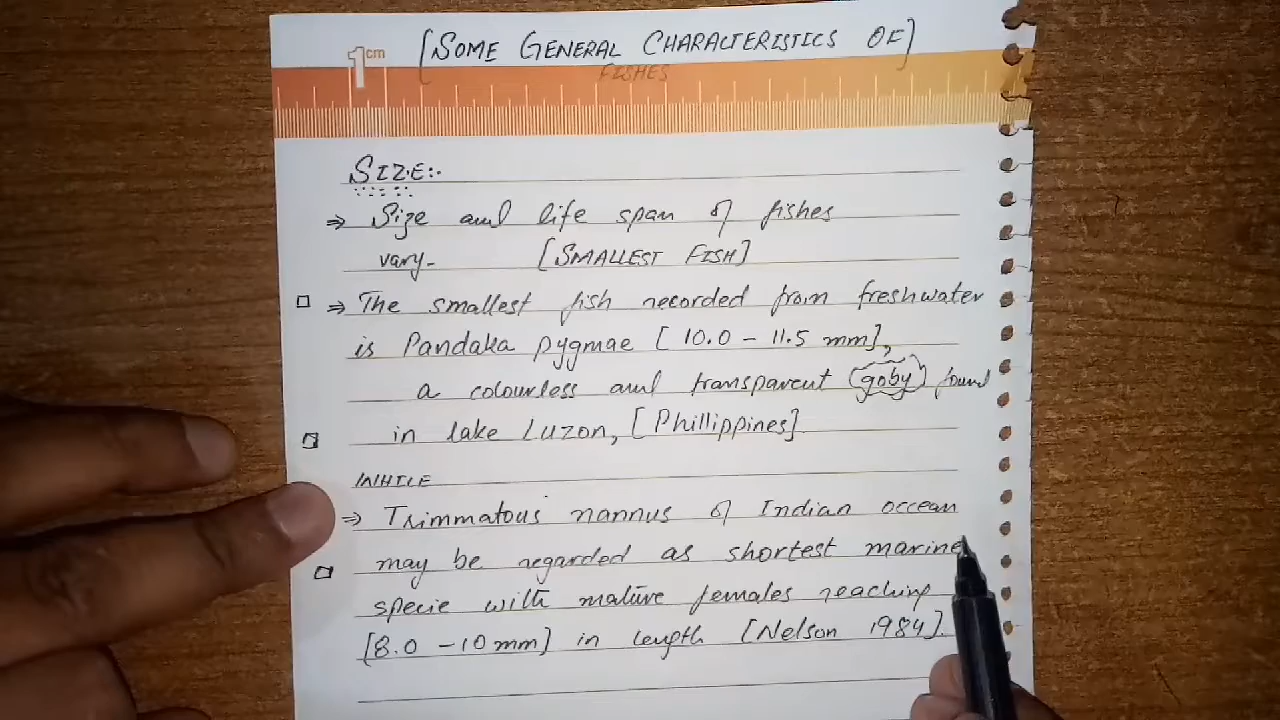 1cm
[SOME GENERAL CHARACTERISTICS OF]
FISHES
SIZE:.
⇒ Size and life span of fishes
vary- [SMALLEST FISH]
⇒ The smallest fish recorded from freshwater
is Pandaka pygmae [10.0 - 11.5 mm],
a colourless and transparent (goby) found
in lake Luzon, [Phillippines]
WHILE
⇒ Trimmatous nannus of Indian occean
may be regarded as shortest marine
specie with mature females reaching
[8.0 - 10 mm] in length [Nelson 1984].